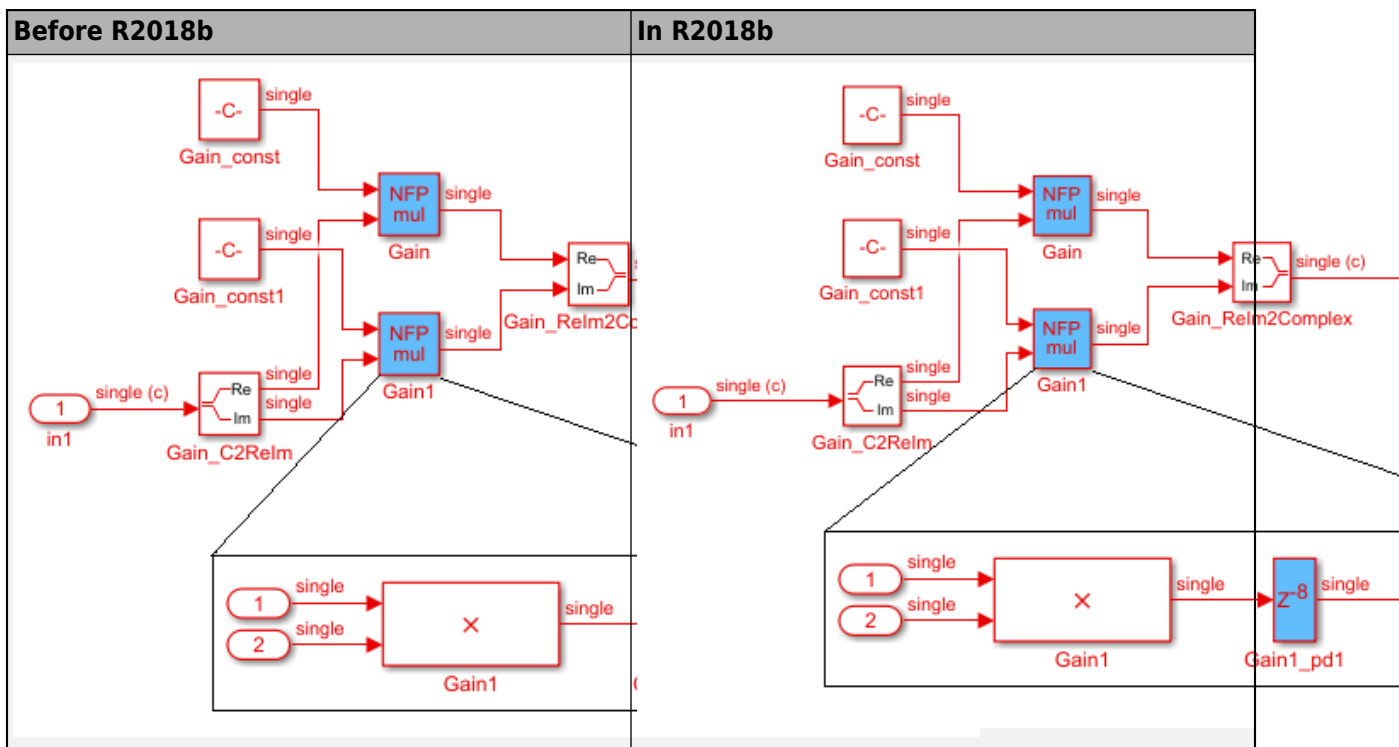 Before R2018b
In R2018b
-C-
single
Gain_const
NFP
mul
single
Gain
-C-
single
Gain_const1
Re
Im
NFP
mul
single
Gain1
1
single (c)
in1
Re
Im
single
single
Gain_C2ReIm
1
single
2
single
×
single
Gain1
-C-
single
Gain_const
NFP
mul
single
Gain
-C-
single
Gain_const1
Re
Im
single (c)
Gain_ReIm2Complex
NFP
mul
single
Gain1
1
single (c)
in1
Re
Im
single
single
Gain_C2ReIm
1
single
2
single
×
single
Gain1
Z-8
single
Gain1_pd1